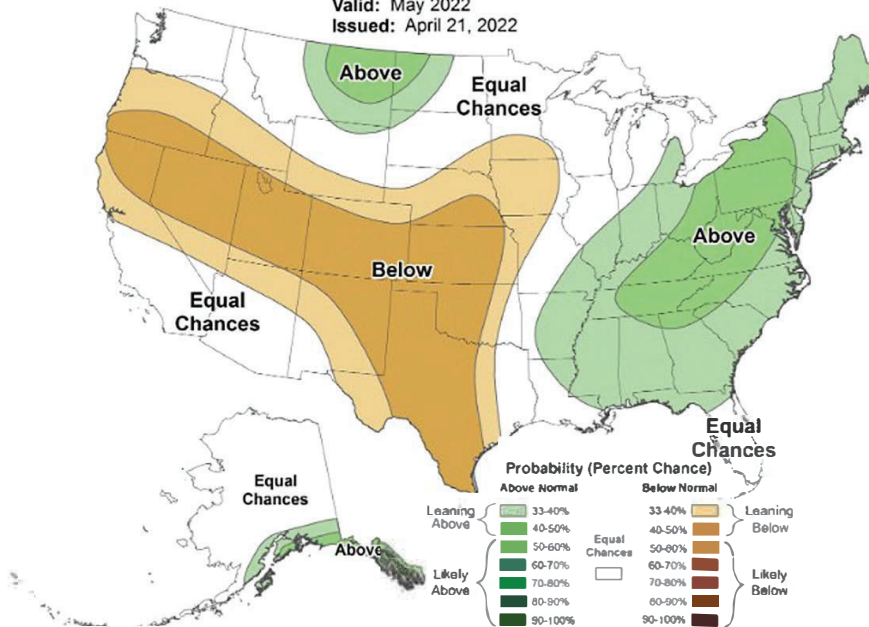 Valid: May 2022
Issued: April 21, 2022
Above
Equal
Chances
Above
Below
Equal
Chances
Equal
Chances
Equal
Chances
Above
Probability (Percent Chance)
Above Normal
Below Normal
Leaning
Above
33-40%
40-50%
50-60%
60-70%
70-80%
80-90%
90-100%
Likely
Above
Equal
Chances
33-40%
40-50%
50-60%
60-70%
70-80%
80-90%
90-100%
Leaning
Below
Likely
Below